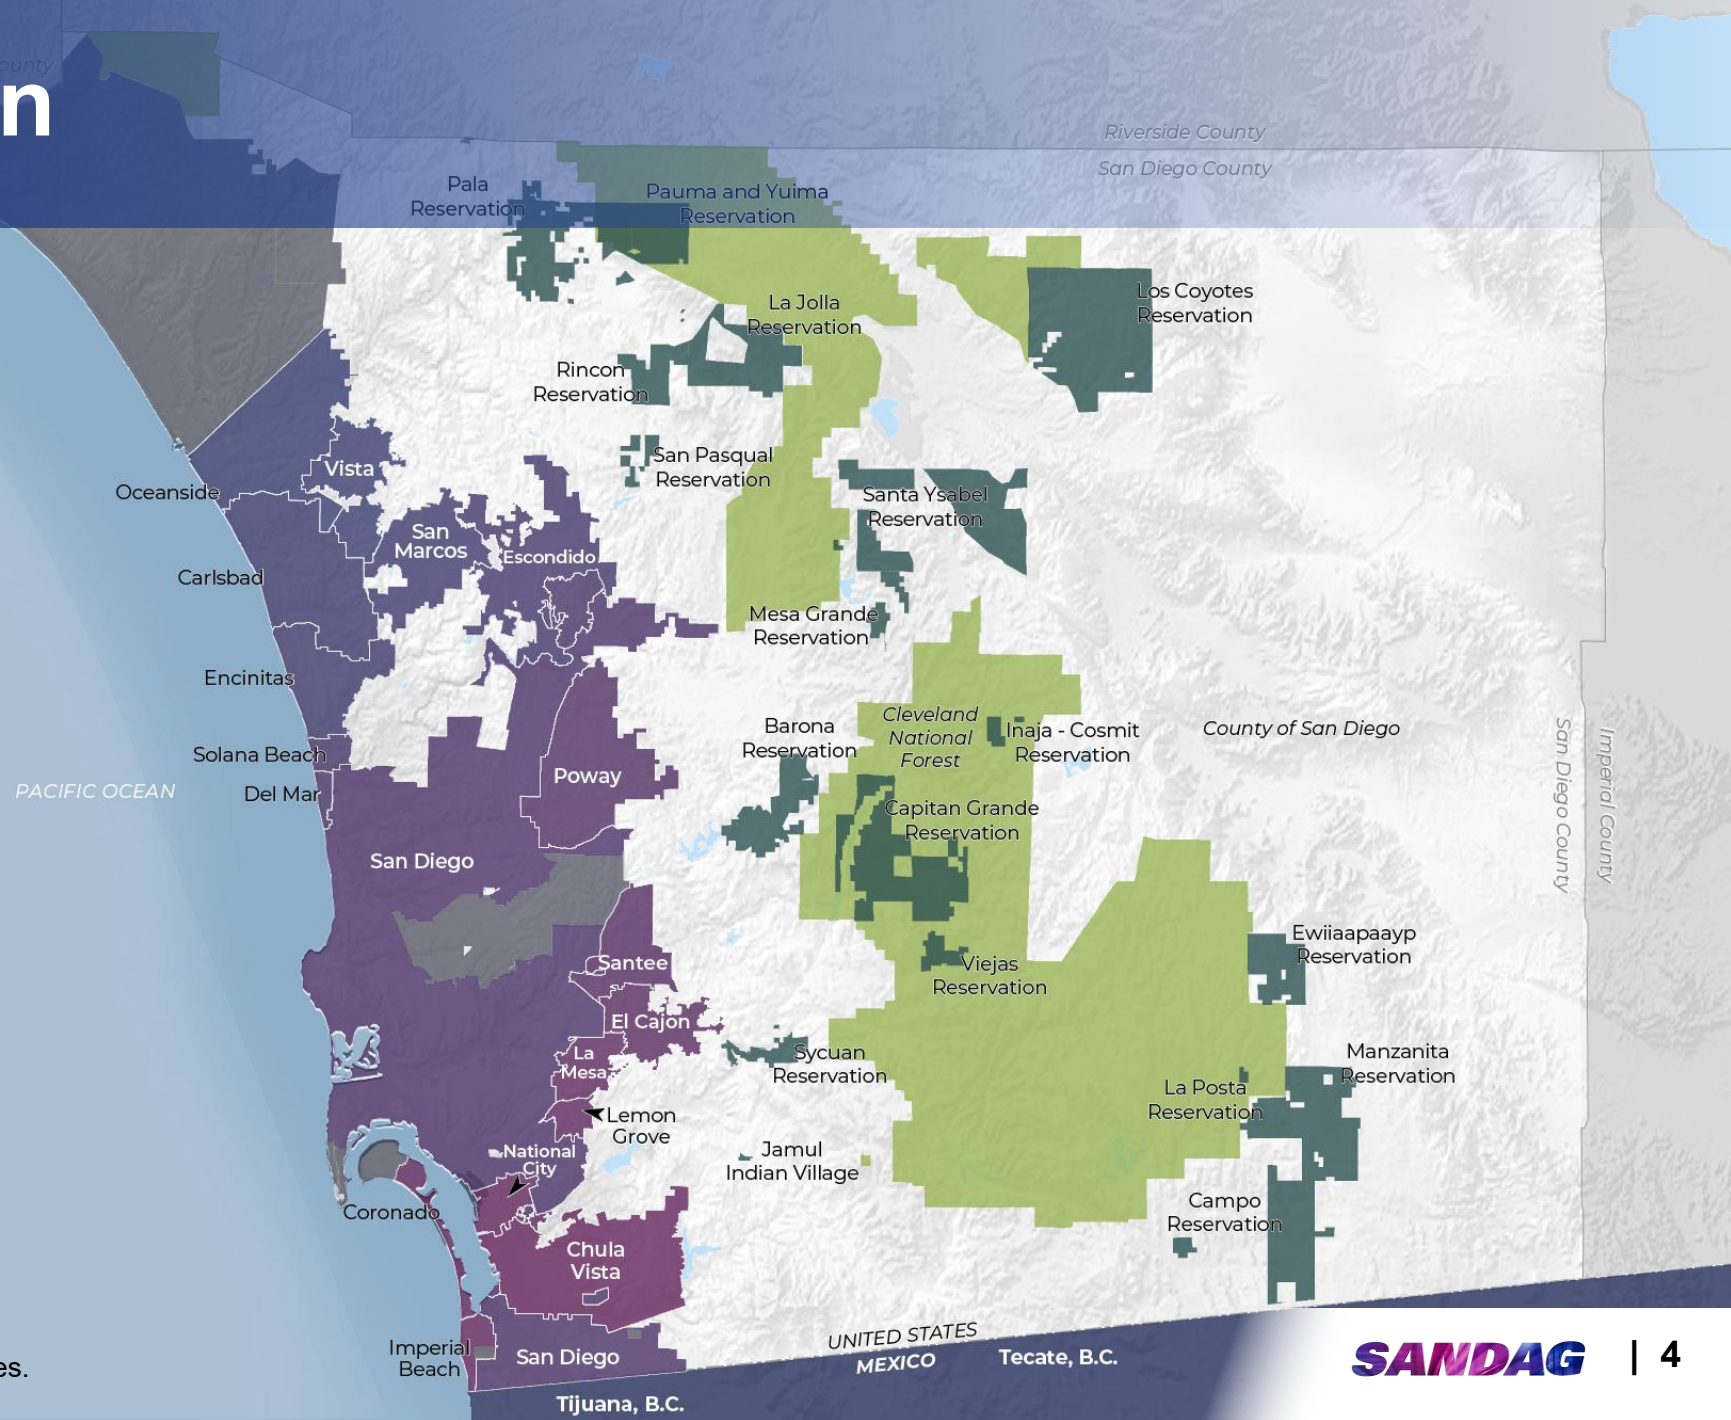 ounty
n
Riverside County
San Diego County
Pala
Reservation
Pauma and Yuima
Reservation
Los Coyotes
Reservation
La Jolla
Reservation
Rincon
Reservation
San Pasqual
Reservation
Vista
Oceanside
Santa Ysabel
Reservation
San
Marcos
Escondido
Carlsbad
Mesa Grande
Reservation
Encinitas
Cleveland
National
Forest
Barona
Reservation
Inaja - Cosmit
Reservation
County of San Diego
San Diego County
Imperial County
Solana Beach
Poway
PACIFIC OCEAN
Del Mar
Capitan Grande
Reservation
San Diego
Ewiiaapaayp
Reservation
Santee
Viejas
Reservation
El Cajon
La
Mesa
Sycuan
Reservation
Manzanita
Reservation
La Posta
Reservation
Lemon
Grove
National
City
Jamul
Indian Village
Coronado
Campo
Reservation
Chula
Vista
Imperial
Beach
San Diego
UNITED STATES
MEXICO
Tecate, B.C.
Tijuana, B.C.
es.
SANDAG | 4